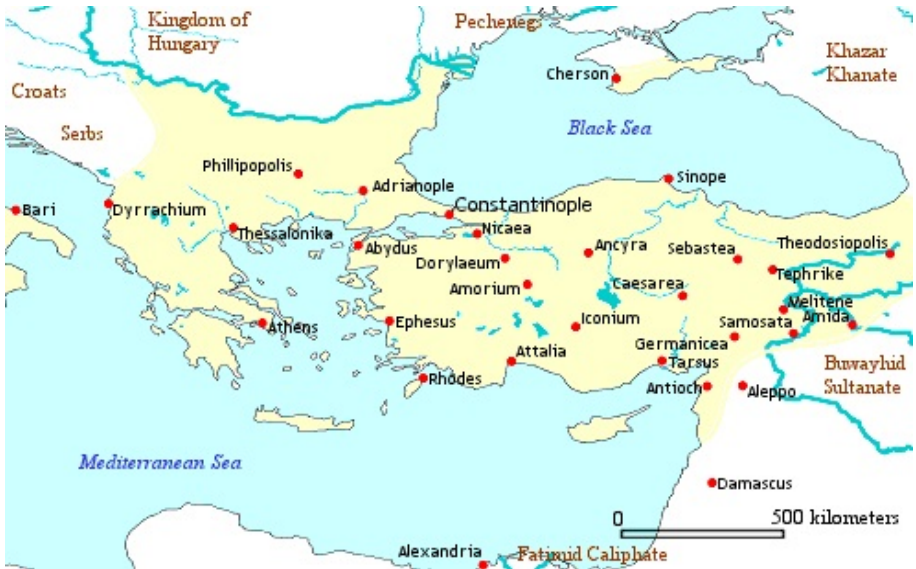 Kingdom of
Hungary
Pechenegs
Khazar
Khanate
Cherson
Croats
Serbs
Black Sea
Phillipopolis
Adrianople
Sinope
Bari
Dyrrachium
Constantinople
Thessalonika
Nicaea
Abydus
Ancyra
Sebastea
Theodosiopolis
Dorylaeum
Tephrike
Amorium
Caesarea
Melitene
Amida
Athens
Ephesus
Iconium
Samosata
Germanicea
Attalia
Tarsus
Buwayhid
Sultanate
Rhodes
Antioch
Aleppo
Mediterranean Sea
Damascus
0
500 kilometers
Alexandria
Fatimid Caliphate